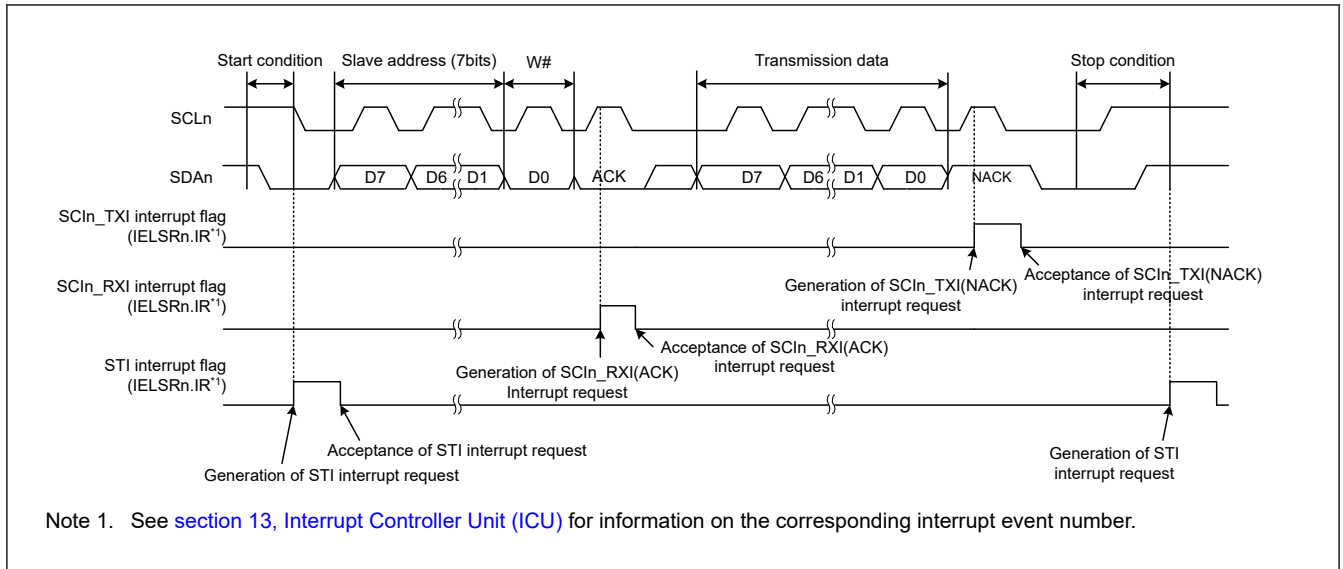 Start condition
Slave address (7bits)
W#
Transmission data
Stop condition
SCLn
SDAn
D7
D6
D1
D0
ACK
D7
D6
D1
D0
NACK
SCIn_TXI interrupt flag
(IELSRn.IR*1)
Generation of SCIn_TXI(NACK)
interrupt request
Acceptance of SCIn_TXI(NACK)
interrupt request
SCIn_RXI interrupt flag
(IELSRn.IR*1)
Generation of SCIn_RXI(ACK)
Interrupt request
Acceptance of SCIn_RXI(ACK)
interrupt request
STI interrupt flag
(IELSRn.IR*1)
Acceptance of STI interrupt request
Generation of STI interrupt request
Generation of STI
interrupt request
Note 1. See section 13, Interrupt Controller Unit (ICU) for information on the corresponding interrupt event number.